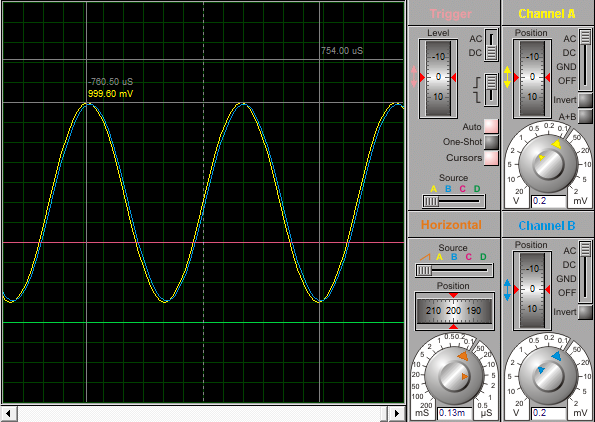 754.00 uS
-760.50 uS
999.60 mV
Trigger
Level
-10
0
10
AC
DC
Auto
One-Shot
Cursors
Source
A B C D
Channel A
Position
-10
0
10
AC
DC
GND
OFF
Invert
A+B
0.5 0.2 0.1
1 50
2 20
5 10
10 5
20 2
V 0.2 mV
Horizontal
Source
A B C D
Position
210 200 190
0.5 0.2 0.1
1 50
2 20
5 10
10 5
20 2
50 1
100 0.5
200
mS 0.13m µS
Channel B
Position
-10
0
10
AC
DC
GND
OFF
Invert
0.5 0.2 0.1
1 50
2 20
5 10
10 5
20 2
V 0.2 mV